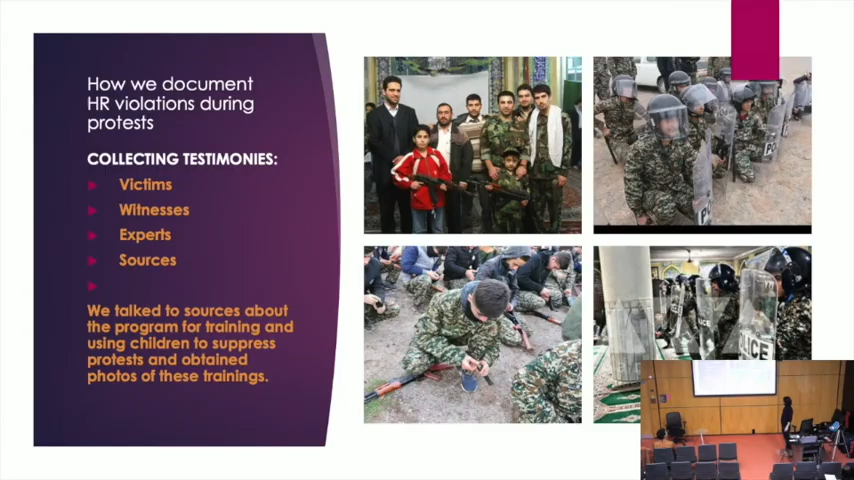 How we document
HR violations during
protests
COLLECTING TESTIMONIES:
Victims
Witnesses
Experts
Sources
We talked to sources about
the program for training and
using children to suppress
protests and obtained
photos of these trainings.
POLICE